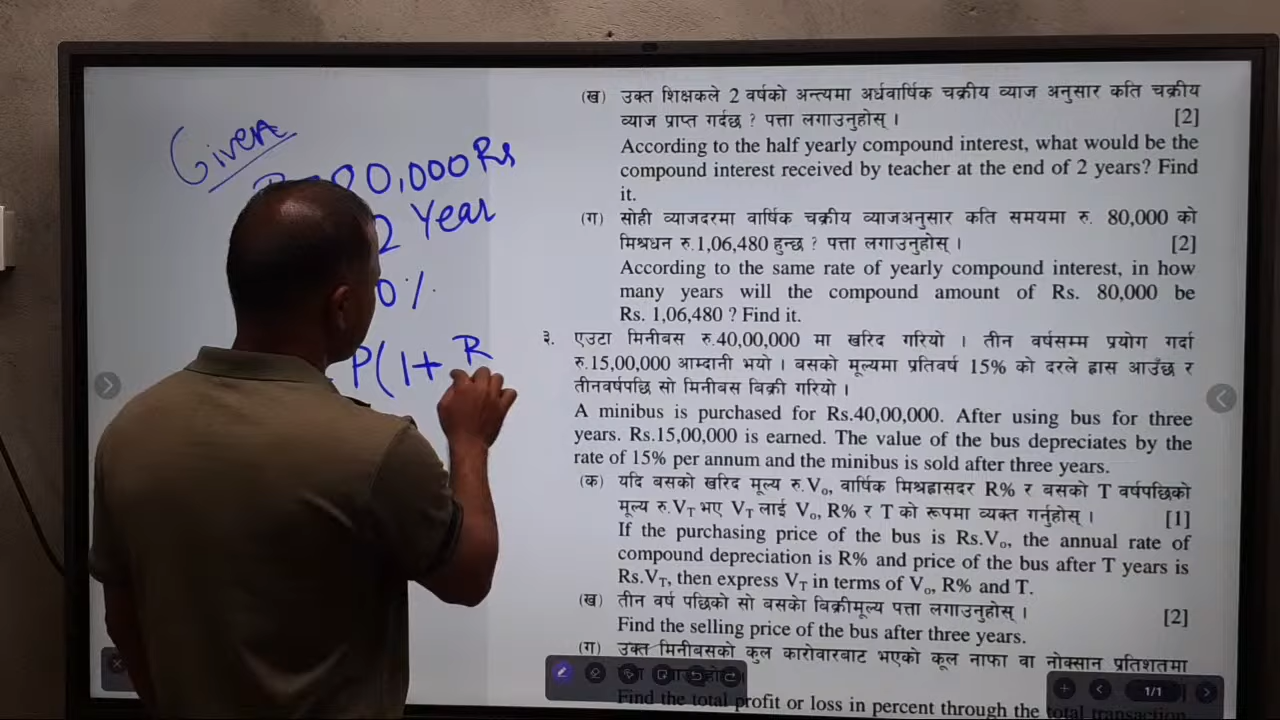 Given
80,000 Rs
2 Year
0%
P(1+ R
(ख) उक्त शिक्षकले 2 वर्षको अन्त्यमा अर्धवार्षिक चक्रीय व्याज अनुसार कति चक्रीय
व्याज प्राप्त गर्दछ ? पत्ता लगाउनुहोस् । [2]
According to the half yearly compound interest, what would be the
compound interest received by teacher at the end of 2 years? Find
it.
(ग) सोही व्याजदरमा वार्षिक चक्रीय व्याजअनुसार कति समयमा रु. 80,000 को
मिश्रधन रु.1,06,480 हुन्छ ? पत्ता लगाउनुहोस् । [2]
According to the same rate of yearly compound interest, in how
many years will the compound amount of Rs. 80,000 be
Rs. 1,06,480 ? Find it.
३. एउटा मिनीबस रु.40,00,000 मा खरिद गरियो । तीन वर्षसम्म प्रयोग गर्दा
रु.15,00,000 आम्दानी भयो । बसको मूल्यमा प्रतिवर्ष 15% को दरले ह्रास आउँछ र
तीनवर्षपछि सो मिनीबस बिक्री गरियो ।
A minibus is purchased for Rs.40,00,000. After using bus for three
years. Rs.15,00,000 is earned. The value of the bus depreciates by the
rate of 15% per annum and the minibus is sold after three years.
(क) यदि बसको खरिद मूल्य रु.V₀, वार्षिक मिश्रह्रासदर R% र बसको T वर्षपछिको
मूल्य रु.V_T भए V_T लाई V₀, R% र T को रूपमा व्यक्त गर्नुहोस् । [1]
If the purchasing price of the bus is Rs.V₀, the annual rate of
compound depreciation is R% and price of the bus after T years is
Rs.V_T, then express V_T in terms of V₀, R% and T.
(ख) तीन वर्ष पछिको सो बसको बिक्रीमूल्य पत्ता लगाउनुहोस् । [2]
Find the selling price of the bus after three years.
(ग) उक्त मिनीबसको कुल कारोवारबाट भएको कूल नाफा वा नोक्सान प्रतिशतमा
1/1
Find the total profit or loss in percent through the total transaction